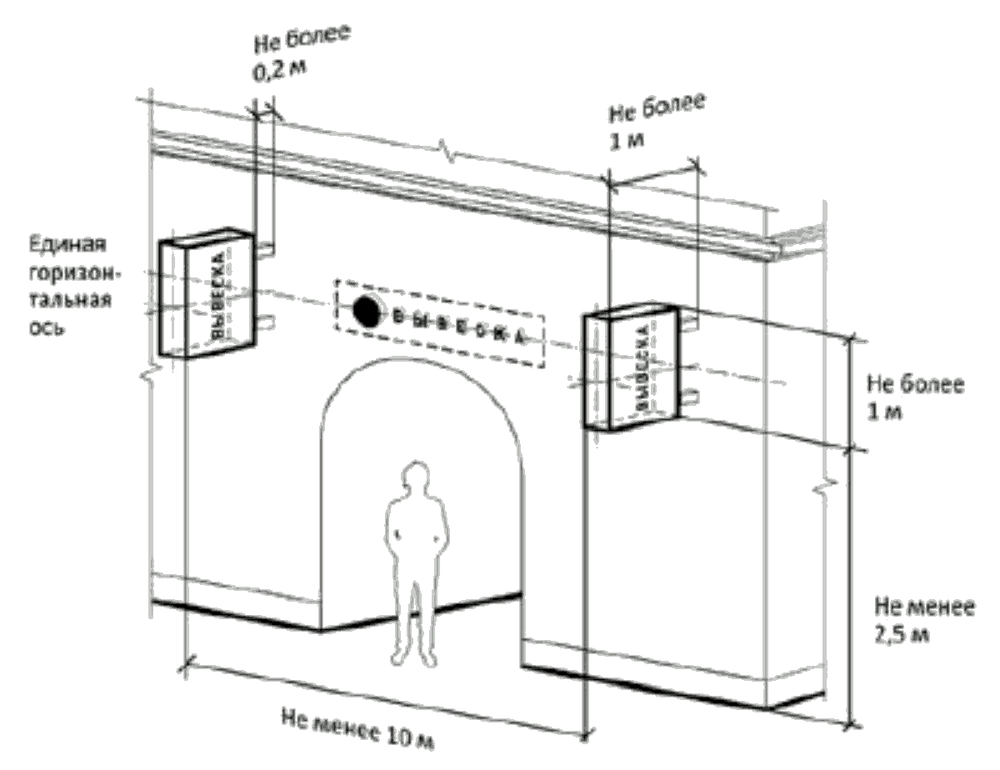 Не более
0,2 м
Не более
1 м
Единая
горизон-
тальная
ось
ВЫВЕСКА
ВЫВЕСКА
ВЫВЕСКА
Не более
1 м
Не менее
2,5 м
Не менее 10 м